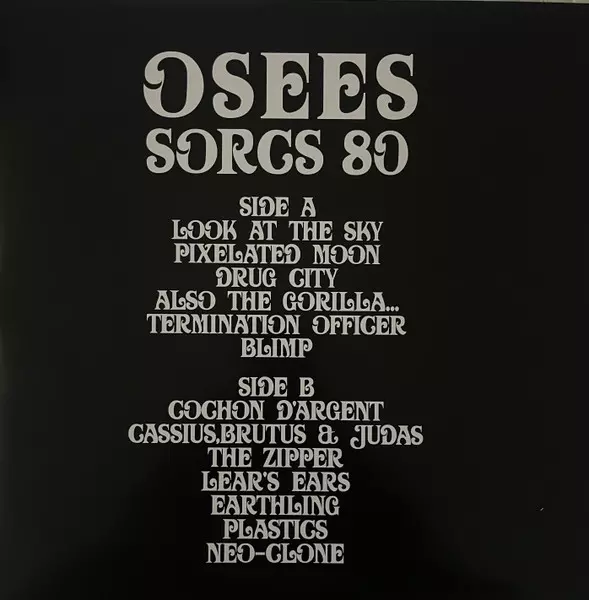 OSEES
SORCS 80
SIDE A
LOOK AT THE SKY
PIXELATED MOON
DRUG CITY
ALSO THE GORILLA...
TERMINATION OFFICER
BLIMP
SIDE B
COCHON D'ARGENT
CASSIUS,BRUTUS & JUDAS
THE ZIPPER
LEAR'S EARS
EARTHLING
PLASTICS
NEO-CLONE